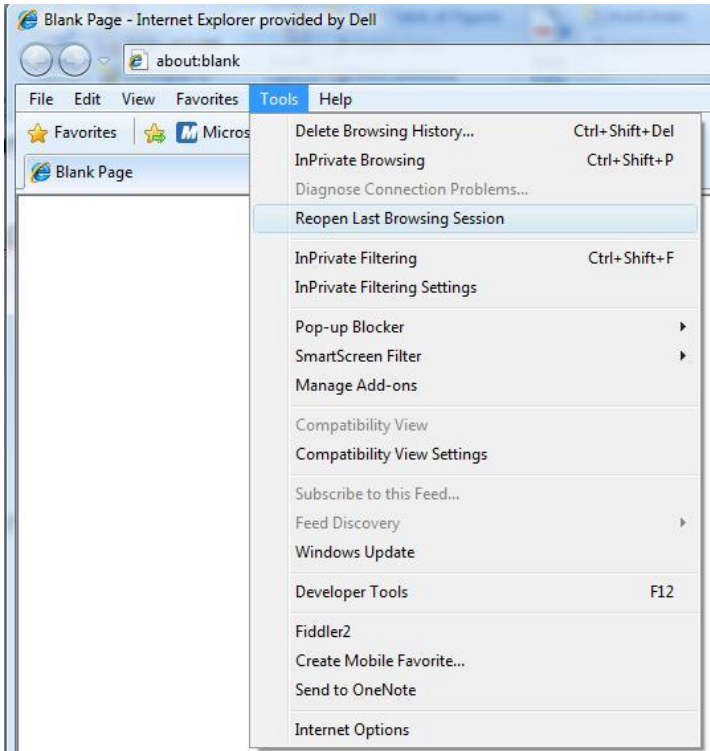 Blank Page - Internet Explorer provided by Dell
about:blank
File Edit View Favorites Tools Help
Favorites Micros
Blank Page
Delete Browsing History... Ctrl+Shift+Del
InPrivate Browsing Ctrl+Shift+P
Diagnose Connection Problems...
Reopen Last Browsing Session
InPrivate Filtering Ctrl+Shift+F
InPrivate Filtering Settings
Pop-up Blocker
SmartScreen Filter
Manage Add-ons
Compatibility View
Compatibility View Settings
Subscribe to this Feed...
Feed Discovery
Windows Update
Developer Tools F12
Fiddler2
Create Mobile Favorite...
Send to OneNote
Internet Options